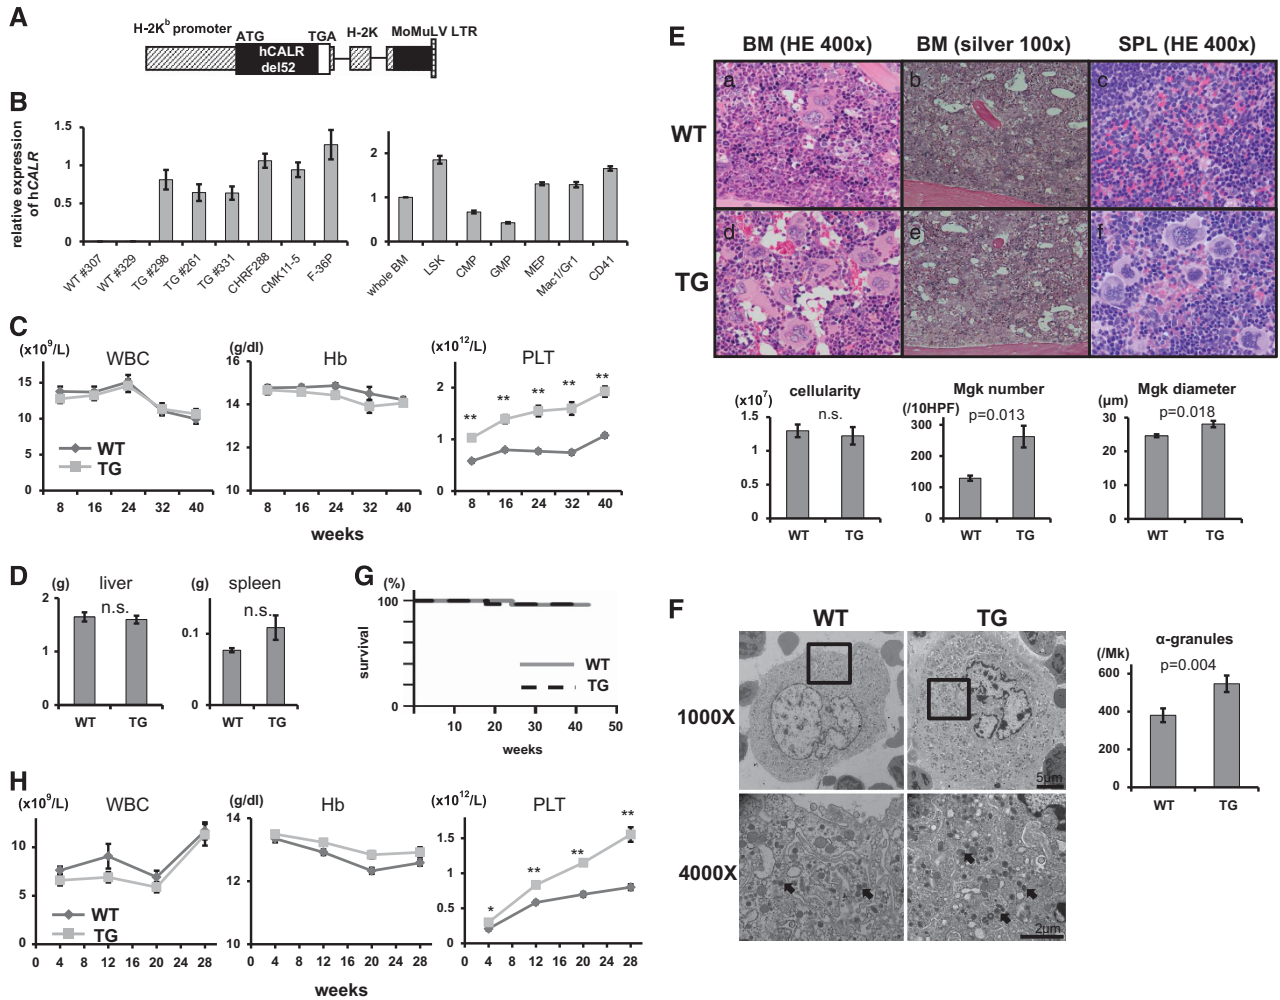 A
H-2Kᵇ promoter
ATG
TGA
H-2K
MoMuLV LTR
hCALR
del52
B
relative expression
of hCALR
1.5
1
0.5
0
WT #307
WT #329
TG #298
TG #261
TG #331
CHRF288
CMK11-5
F-36P
2
1
0
whole BM
LSK
CMP
GMP
MEP
Mac1/Gr1
CD41
C
(x10⁹/L)
WBC
15
10
5
0
WT
TG
8 16 24 32 40
(g/dl)
Hb
16
14
12
10
8 16 24 32 40
weeks
(x10¹²/L)
PLT
2
1
0
** ** ** ** **
8 16 24 32 40
D
(g)
liver
n.s.
2
1
0
WT TG
(g)
spleen
n.s.
0.1
0
WT TG
G
(%)
100
0
survival
WT
TG
10 20 30 40 50
weeks
H
(x10⁹/L)
WBC
10
5
0
WT
TG
0 4 8 12 16 20 24 28
(g/dl)
Hb
14
12
10
0 4 8 12 16 20 24 28
weeks
(x10¹²/L)
PLT
1.5
1
0.5
0
* ** ** **
0 4 8 12 16 20 24 28
E
BM (HE 400x)
BM (silver 100x)
SPL (HE 400x)
WT
a
b
c
TG
d
e
f
cellularity
(x10⁷)
n.s.
1.5
1
0.5
0
WT TG
Mgk number
(/10HPF)
p=0.013
300
200
100
0
WT TG
Mgk diameter
(μm)
p=0.018
30
20
10
0
WT TG
F
WT
TG
1000X
5μm
4000X
2μm
α-granules
(/Mk)
p=0.004
600
400
200
0
WT TG